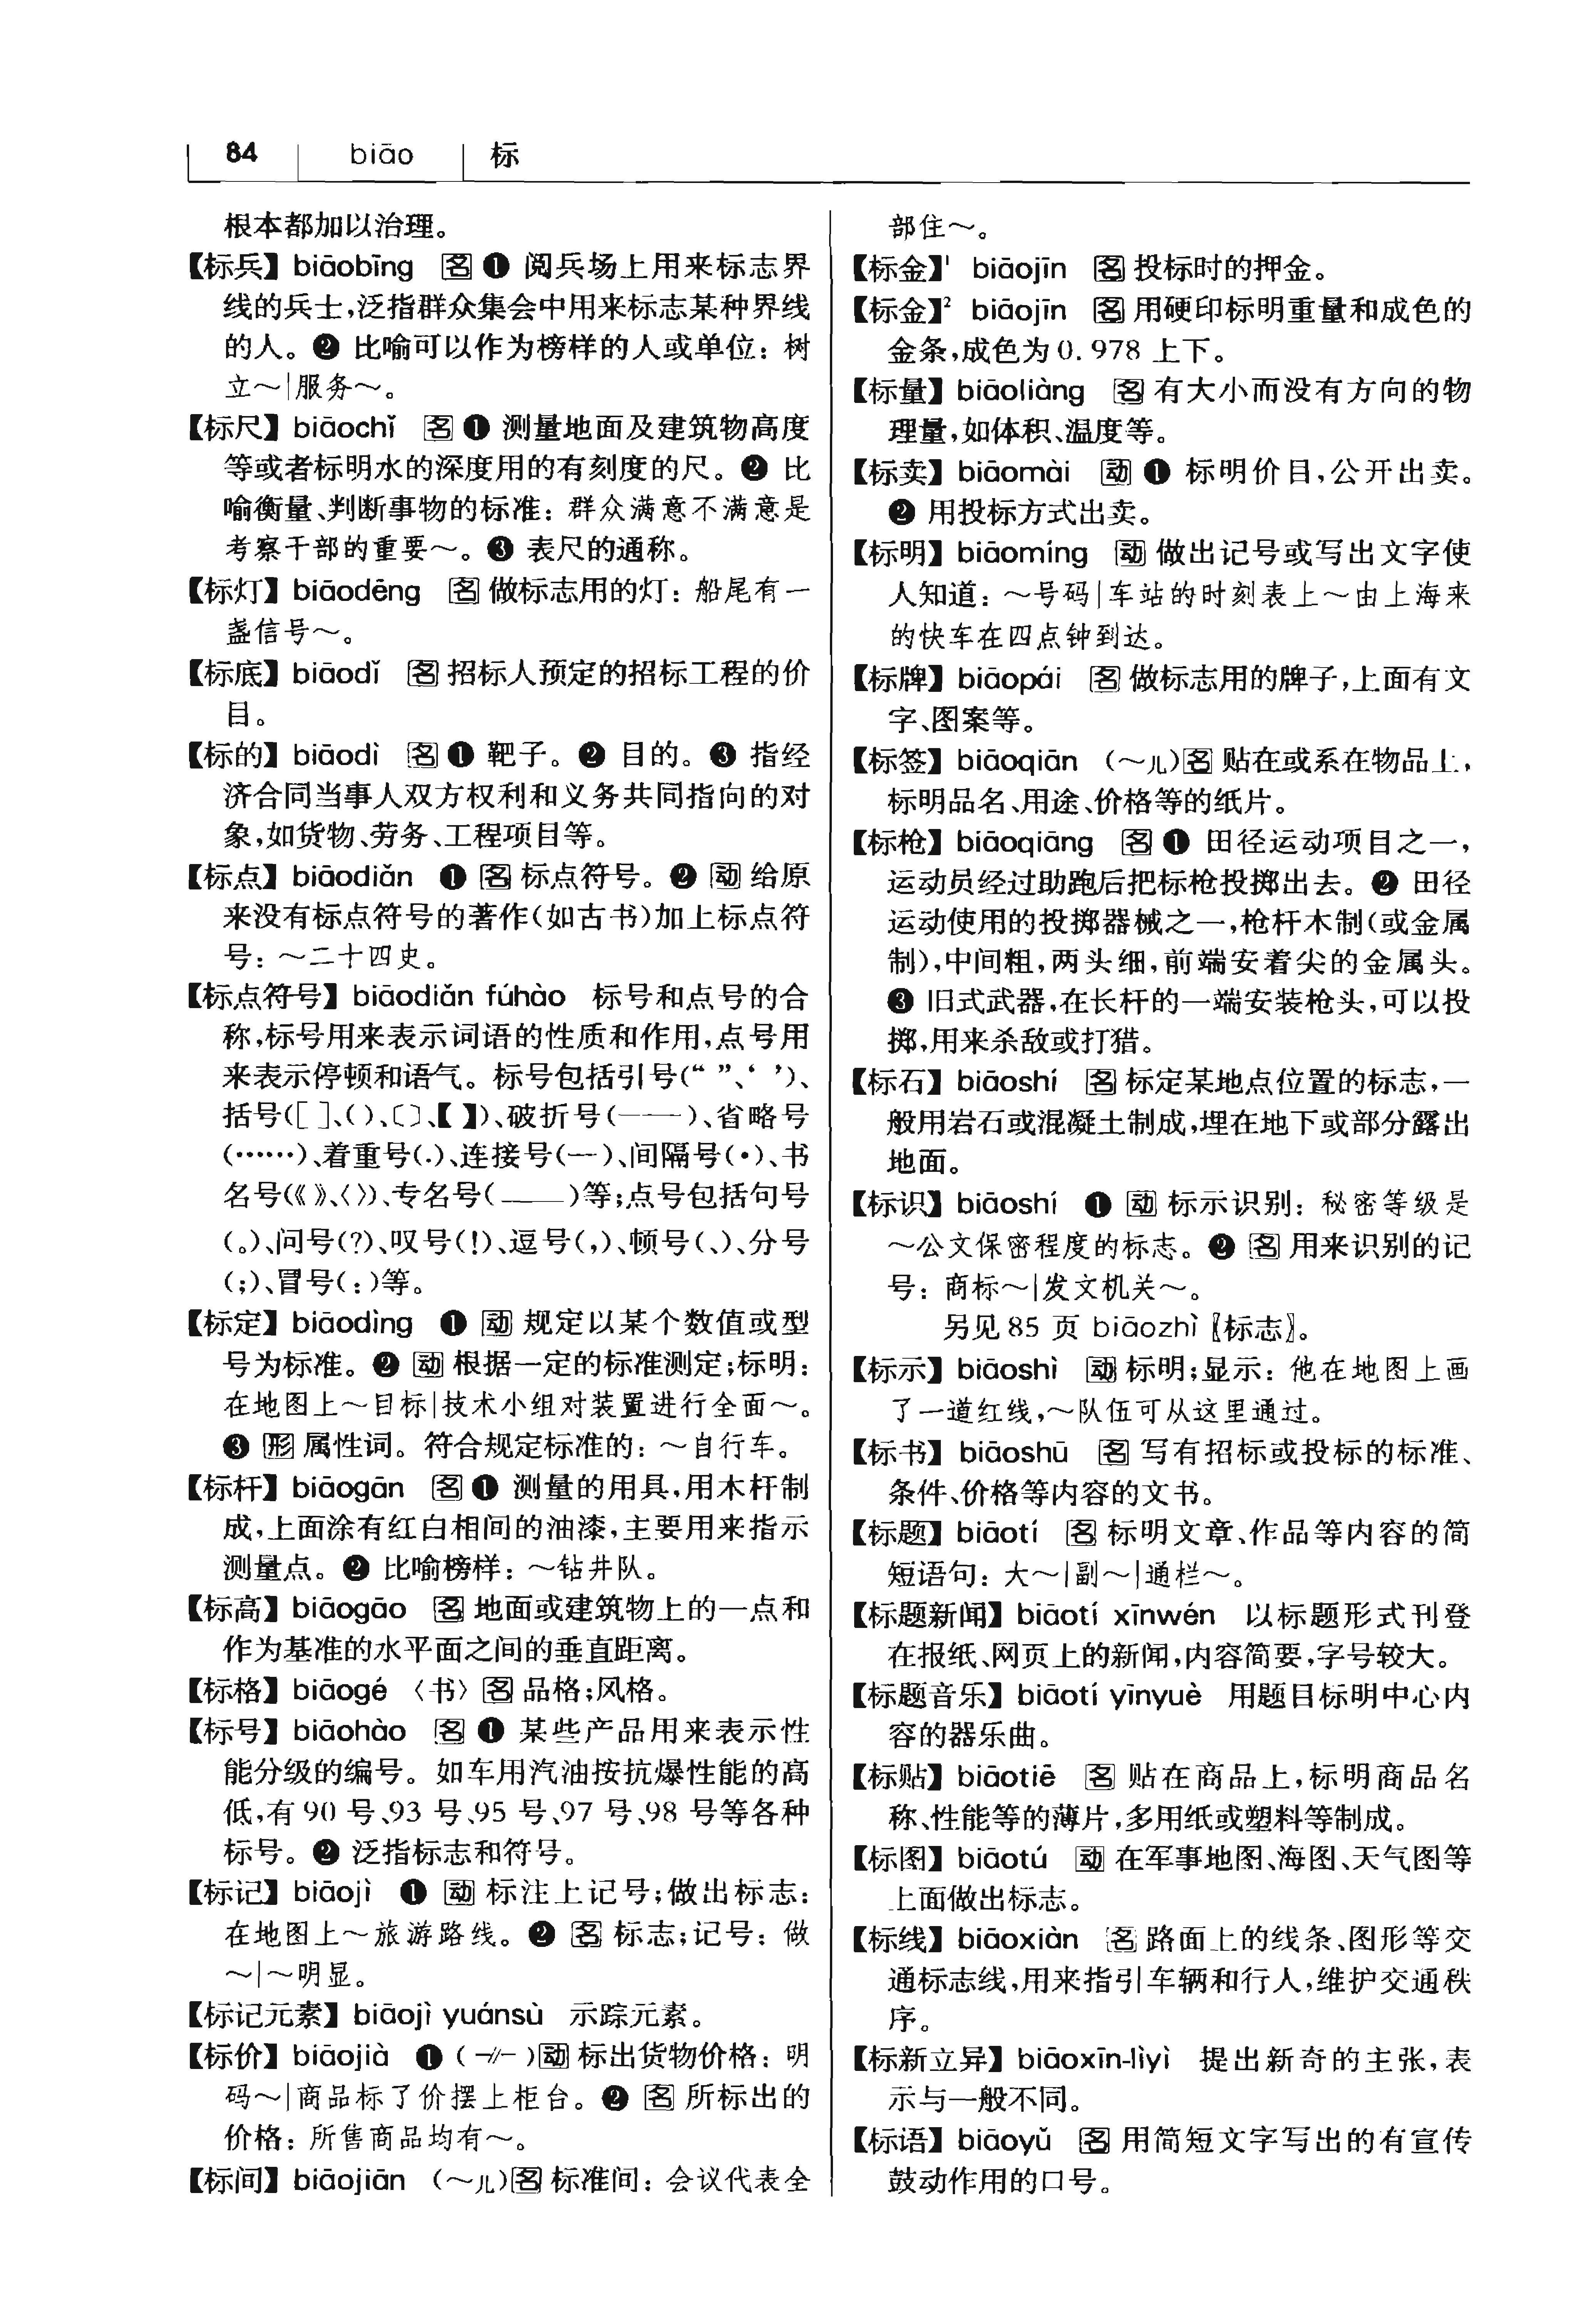 84 biāo 标
根本都加以治理。
【标兵】 biāobīng 名 ❶ 阅兵场上用来标志界
线的兵士,泛指群众集会中用来标志某种界线
的人。❷ 比喻可以作为榜样的人或单位：树
立～|服务～。
【标尺】 biāochǐ 名 ❶ 测量地面及建筑物高度
等或者标明水的深度用的有刻度的尺。❷ 比
喻衡量、判断事物的标准：群众满意不满意是
考察干部的重要～。❸ 表尺的通称。
【标灯】 biāodēng 名 做标志用的灯：船尾有一
盏信号～。
【标底】 biāodǐ 名 招标人预定的招标工程的价
目。
【标的】 biāodì 名 ❶ 靶子。❷ 目的。❸ 指经
济合同当事人双方权利和义务共同指向的对
象,如货物、劳务、工程项目等。
【标点】 biāodiǎn ❶ 名 标点符号。❷ 动 给原
来没有标点符号的著作(如古书)加上标点符
号：～二十四史。
【标点符号】 biāodiǎn fúhào 标号和点号的合
称,标号用来表示词语的性质和作用,点号用
来表示停顿和语气。标号包括引号(“ ”、‘ ’)、
括号([ ]、( )、〔 〕、【 】)、破折号(——)、省略号
(……)、着重号(.)、连接号(—)、间隔号(·)、书
名号(《 》、〈 〉)、专名号(____)等;点号包括句号
(。)、问号(?)、叹号(!)、逗号(,)、顿号(、)、分号
(;)、冒号(：)等。
【标定】 biāodìng ❶ 动 规定以某个数值或型
号为标准。❷ 动 根据一定的标准测定;标明：
在地图上～目标|技术小组对装置进行全面～。
❸ 形 属性词。符合规定标准的：～自行车。
【标杆】 biāogān 名 ❶ 测量的用具,用木杆制
成,上面涂有红白相间的油漆,主要用来指示
测量点。❷ 比喻榜样：～钻井队。
【标高】 biāogāo 名 地面或建筑物上的一点和
作为基准的水平面之间的垂直距离。
【标格】 biāogé 〈书〉 名 品格;风格。
【标号】 biāohào 名 ❶ 某些产品用来表示性
能分级的编号。如车用汽油按抗爆性能的高
低,有 90 号、93 号、95 号、97 号、98 号等各种
标号。❷ 泛指标志和符号。
【标记】 biāojì ❶ 动 标注上记号;做出标志：
在地图上～旅游路线。❷ 名 标志;记号：做
～|～明显。
【标记元素】 biāojì yuánsù 示踪元素。
【标价】 biāojià ❶ (-//-)动 标出货物价格：明
码～|商品标了价摆上柜台。❷ 名 所标出的
价格：所售商品均有～。
【标间】 biāojiān (～儿)名 标准间：会议代表全
部住～。
【标金】¹ biāojīn 名 投标时的押金。
【标金】² biāojīn 名 用硬印标明重量和成色的
金条,成色为 0.978 上下。
【标量】 biāoliàng 名 有大小而没有方向的物
理量,如体积、温度等。
【标卖】 biāomài 动 ❶ 标明价目,公开出卖。
❷ 用投标方式出卖。
【标明】 biāomíng 动 做出记号或写出文字使
人知道：～号码|车站的时刻表上～由上海来
的快车在四点钟到达。
【标牌】 biāopái 名 做标志用的牌子,上面有文
字、图案等。
【标签】 biāoqiān (～儿)名 贴在或系在物品上,
标明品名、用途、价格等的纸片。
【标枪】 biāoqiāng 名 ❶ 田径运动项目之一,
运动员经过助跑后把标枪投掷出去。❷ 田径
运动使用的投掷器械之一,枪杆木制(或金属
制),中间粗,两头细,前端安着尖的金属头。
❸ 旧式武器,在长杆的一端安装枪头,可以投
掷,用来杀敌或打猎。
【标石】 biāoshí 名 标定某地点位置的标志,一
般用岩石或混凝土制成,埋在地下或部分露出
地面。
【标识】 biāoshí ❶ 动 标示识别：秘密等级是
～公文保密程度的标志。❷ 名 用来识别的记
号：商标～|发文机关～。
另见 85 页 biāozhì〖标志〗。
【标示】 biāoshì 动 标明;显示：他在地图上画
了一道红线,～队伍可从这里通过。
【标书】 biāoshū 名 写有招标或投标的标准、
条件、价格等内容的文书。
【标题】 biāotí 名 标明文章、作品等内容的简
短语句：大～|副～|通栏～。
【标题新闻】 biāotí xīnwén 以标题形式刊登
在报纸、网页上的新闻,内容简要,字号较大。
【标题音乐】 biāotí yīnyuè 用题目标明中心内
容的器乐曲。
【标贴】 biāotiē 名 贴在商品上,标明商品名
称、性能等的薄片,多用纸或塑料等制成。
【标图】 biāotú 动 在军事地图、海图、天气图等
上面做出标志。
【标线】 biāoxiàn 名 路面上的线条、图形等交
通标志线,用来指引车辆和行人,维护交通秩
序。
【标新立异】 biāoxīn-lìyì 提出新奇的主张,表
示与一般不同。
【标语】 biāoyǔ 名 用简短文字写出的有宣传
鼓动作用的口号。